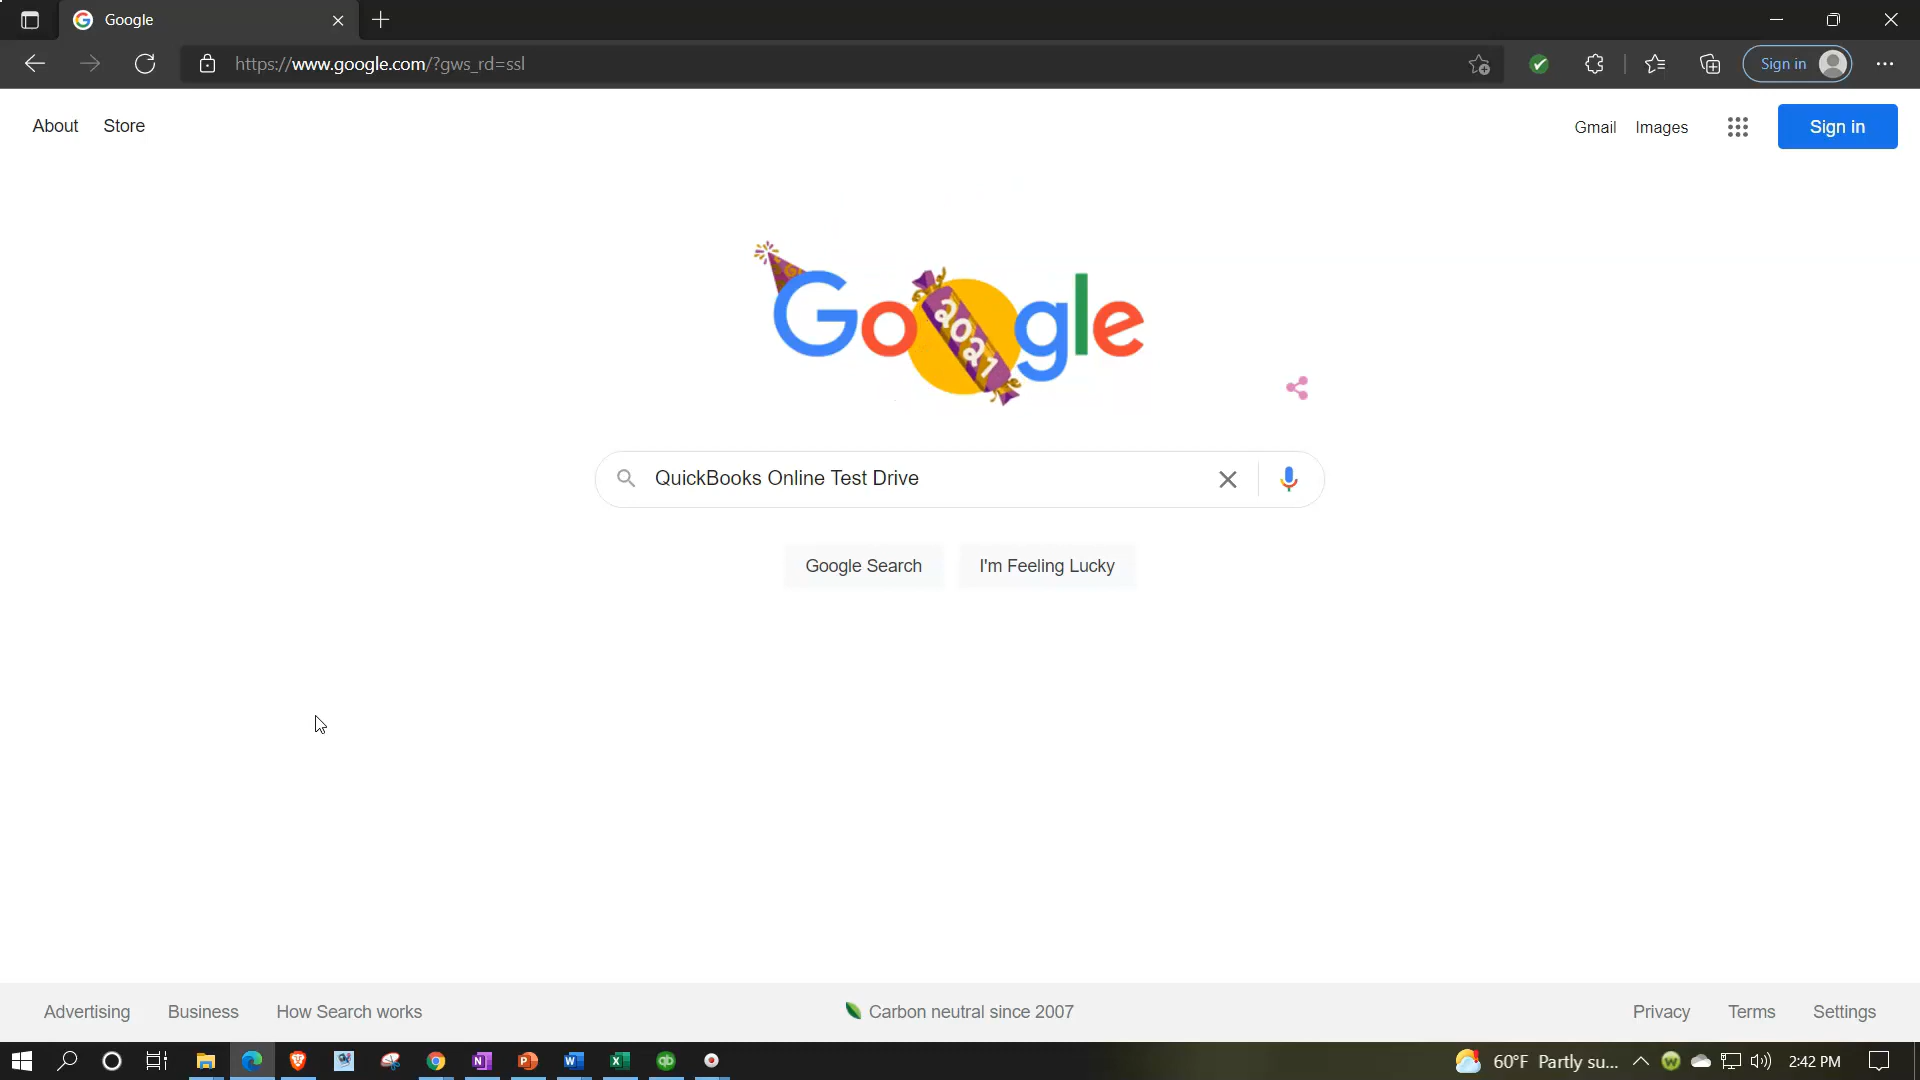 Google
https://www.google.com/?gws_rd=ssl
Sign in
About Store
Gmail Images
Sign in
Google
2021
QuickBooks Online Test Drive
Google Search I'm Feeling Lucky
Advertising Business How Search works
Carbon neutral since 2007
Privacy Terms Settings
60°F Partly su...
2:42 PM